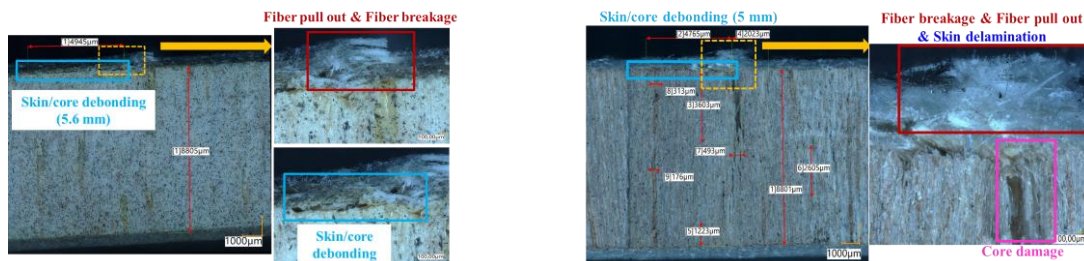 Fiber pull out & Fiber breakage
1]4945µm
Skin/core debonding
(5.6 mm)
1]8805µm
1000µm
Skin/core
debonding
Skin/core debonding (5 mm)
2]4765µm
4]2023µm
8]313µm
3]3603µm
7]493µm
6]2605µm
9]176µm
1]8801µm
5]1223µm
1000µm
Fiber breakage & Fiber pull out
& Skin delamination
Core damage